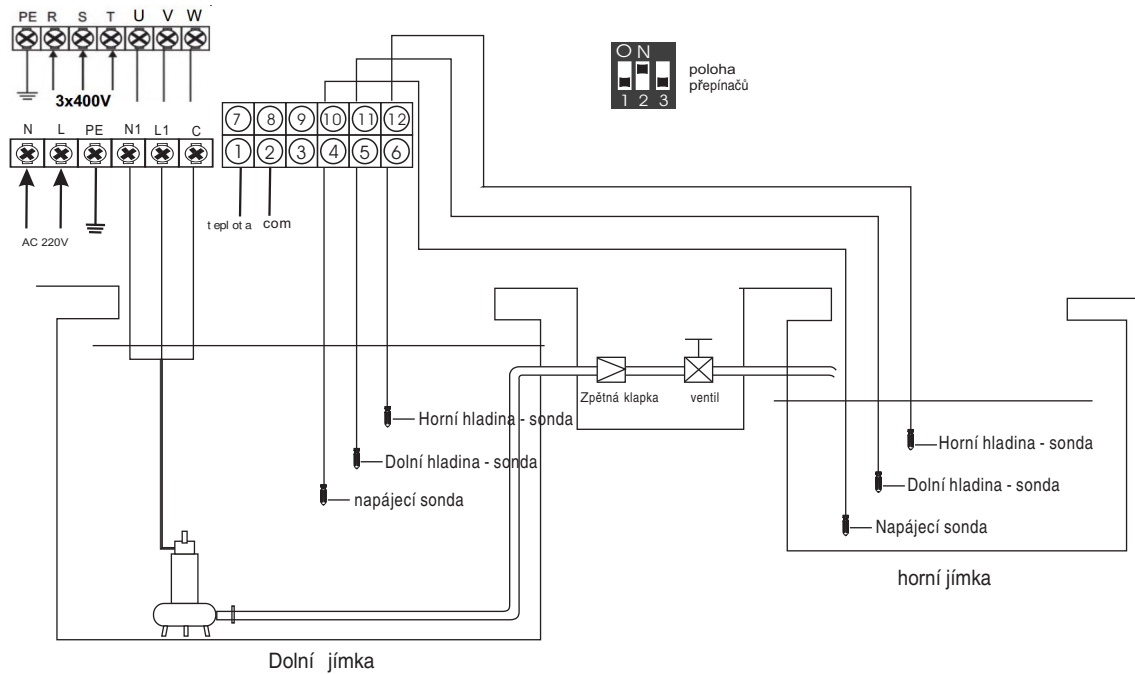 PE R S T U V W
3x400V
N L PE N1 L1 C
AC 220V
7 8 9 10 11 12
1 2 3 4 5 6
t epl ot a com
ON
1 2 3
poloha
přepínačů
Zpětná klapka
ventil
Horní hladina - sonda
Dolní hladina - sonda
napájecí sonda
Horní hladina - sonda
Dolní hladina - sonda
Napájecí sonda
horní jímka
Dolní jímka